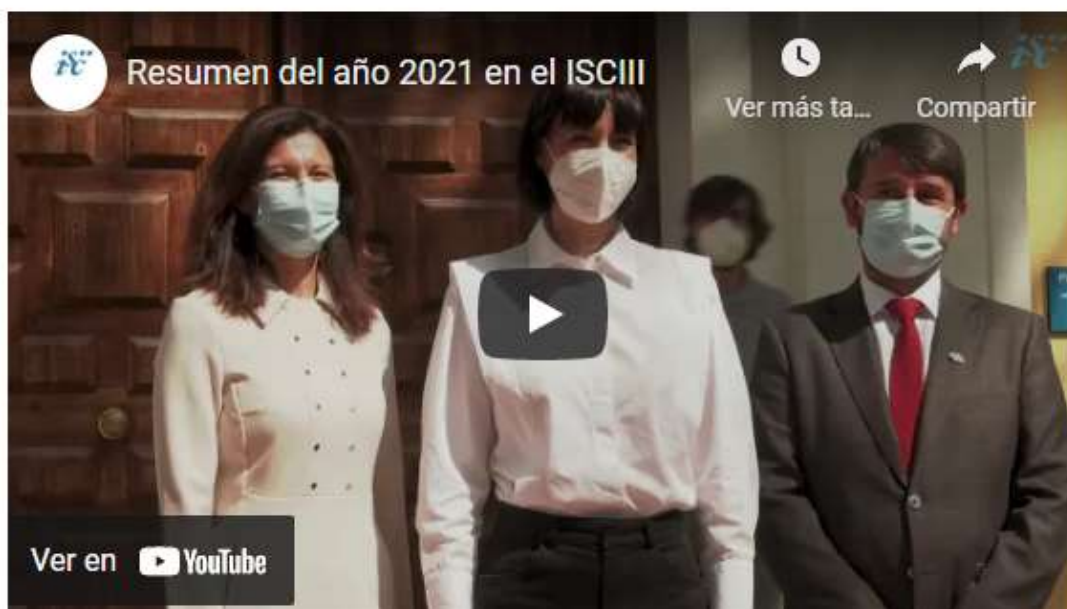 Resumen del año 2021 en el ISCIII
Ver más ta...
Compartir
Ver en YouTube